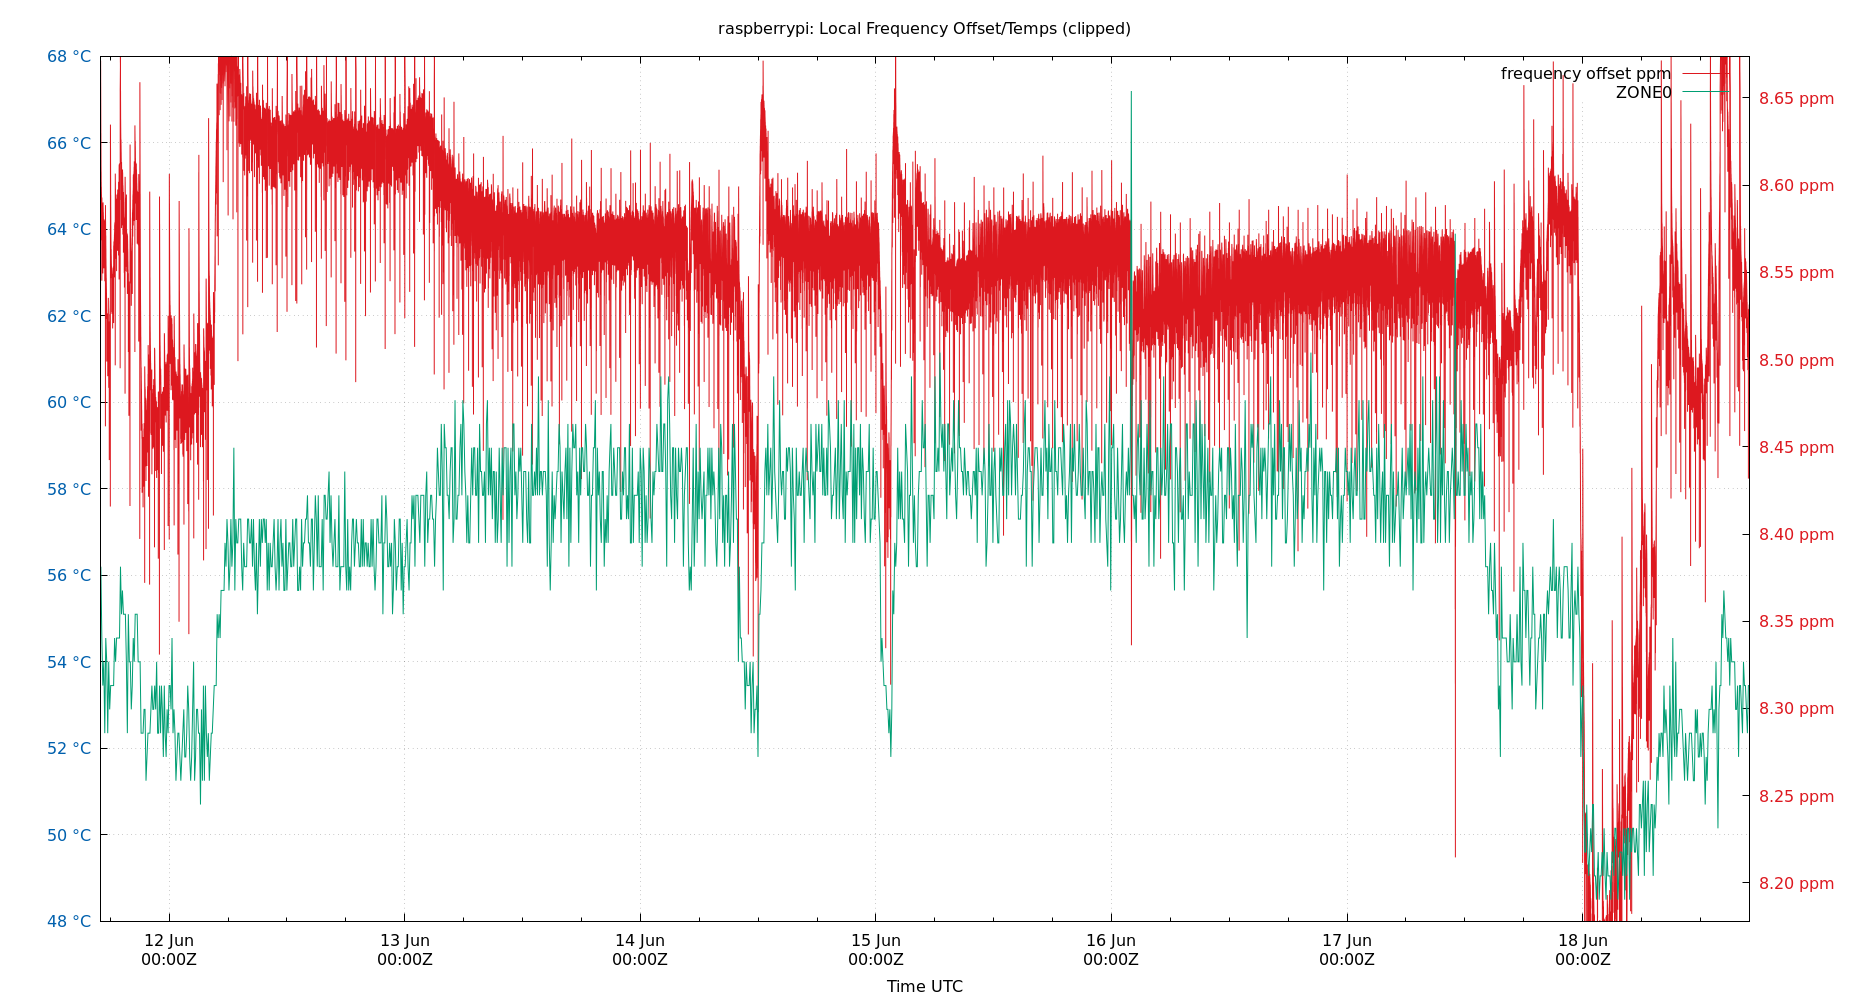 raspberrypi: Local Frequency Offset/Temps (clipped)
68 °C
66 °C
64 °C
62 °C
60 °C
58 °C
56 °C
54 °C
52 °C
50 °C
48 °C
frequency offset ppm
ZONE0
8.65 ppm
8.60 ppm
8.55 ppm
8.50 ppm
8.45 ppm
8.40 ppm
8.35 ppm
8.30 ppm
8.25 ppm
8.20 ppm
12 Jun 13 Jun 14 Jun 15 Jun 16 Jun 17 Jun 18 Jun
00:00Z 00:00Z 00:00Z 00:00Z 00:00Z 00:00Z 00:00Z
Time UTC